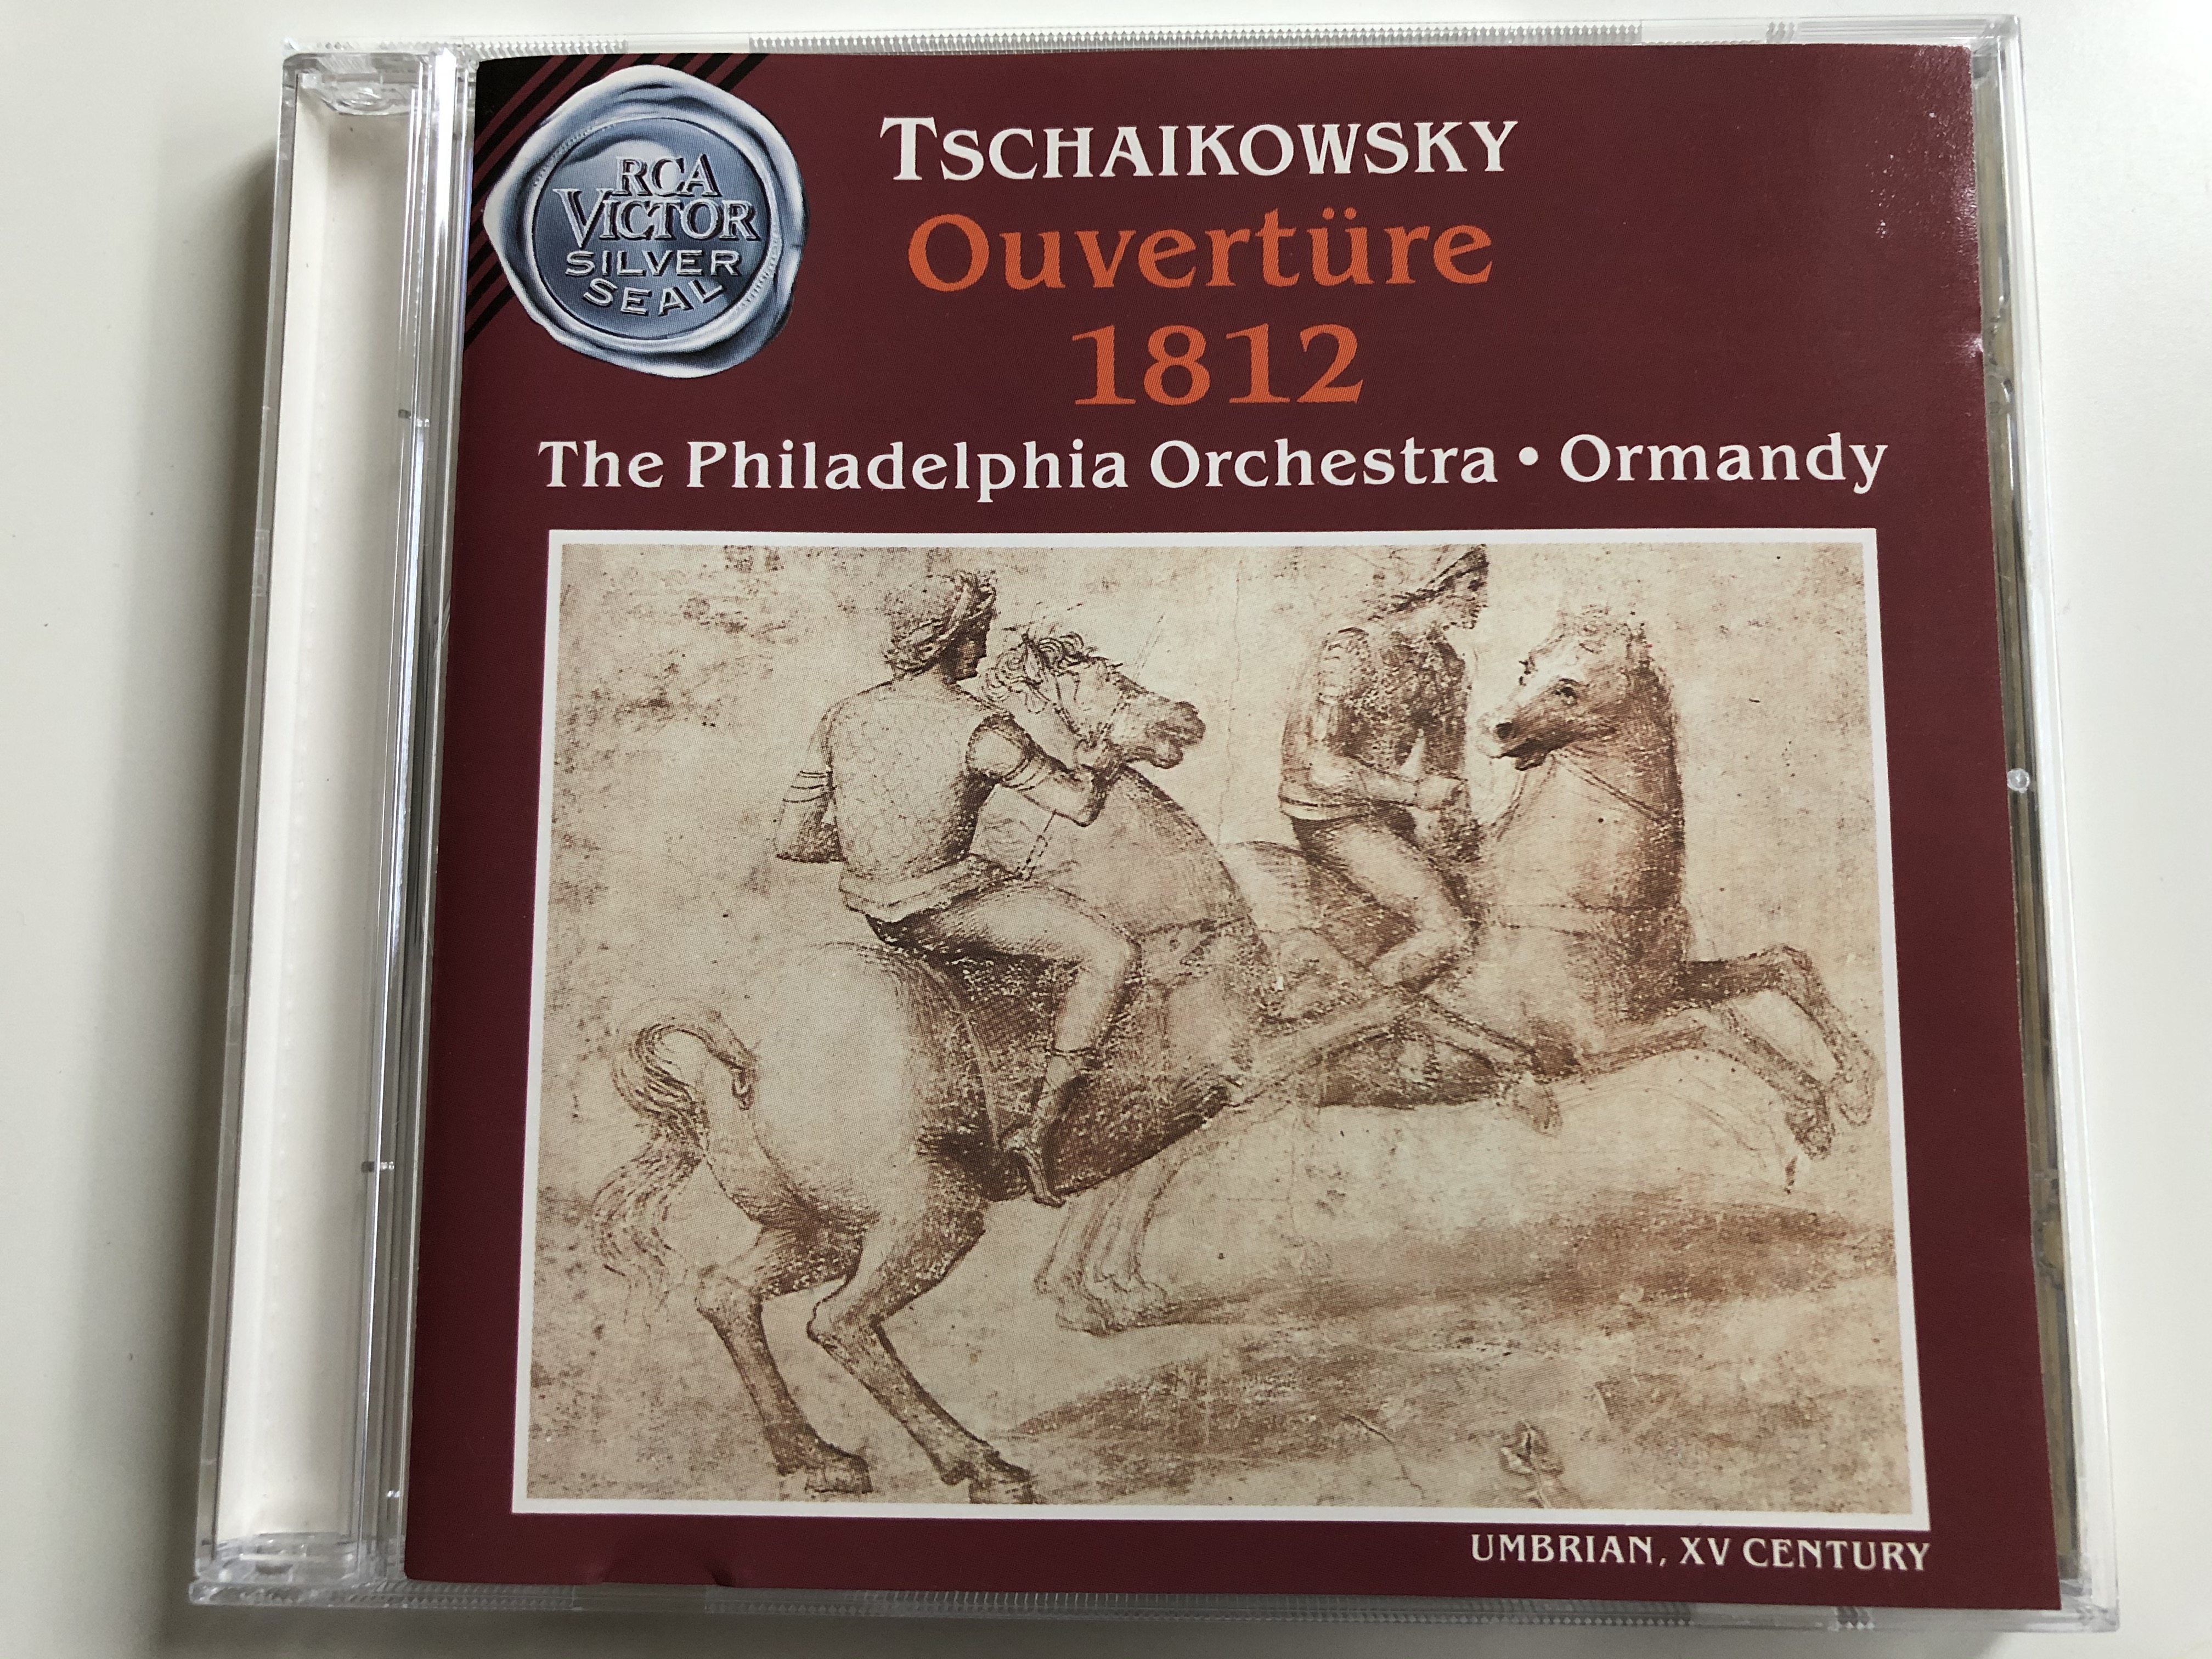 RCA
VICTOR
SILVER
SEAL
TSCHAIKOWSKY
Ouvertüre
1812
The Philadelphia Orchestra • Ormandy
UMBRIAN, XV CENTURY